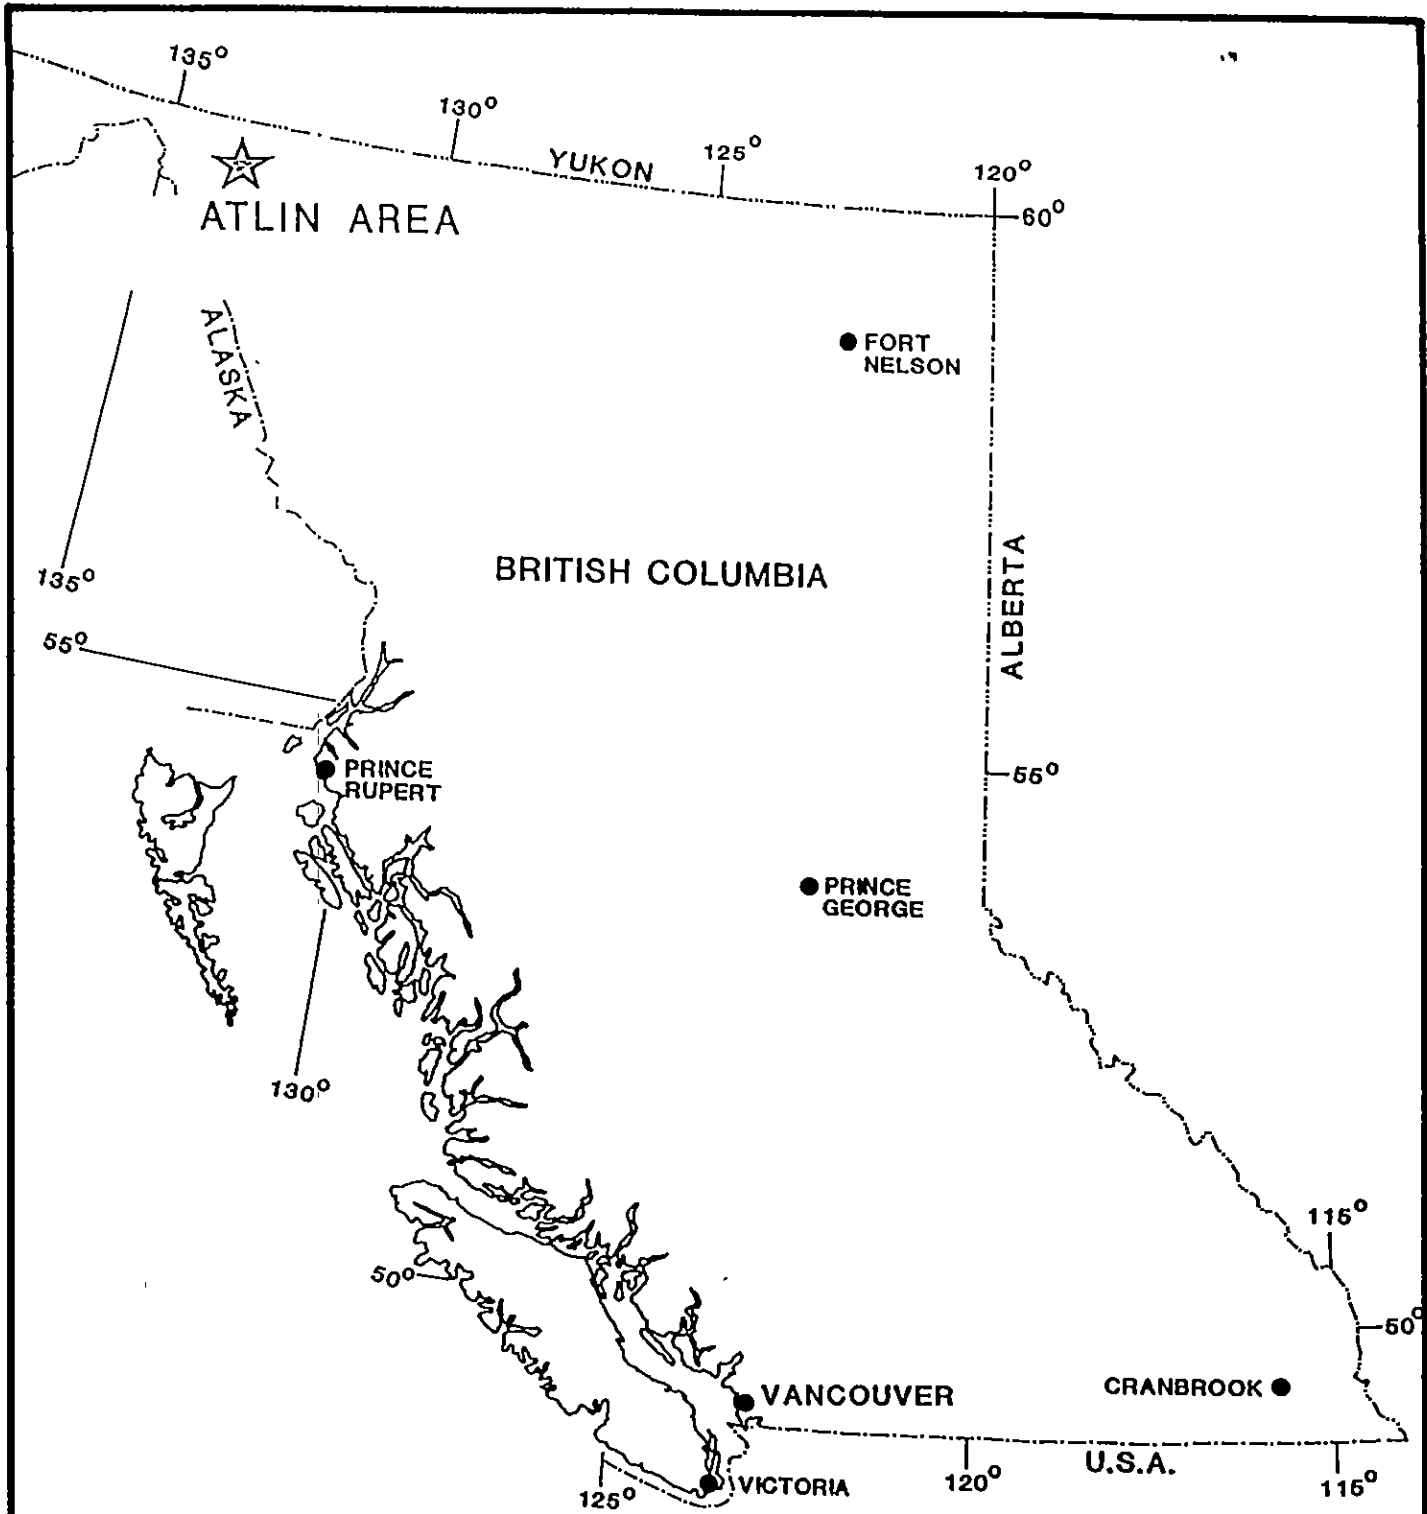 135°
130°
YUKON
125°
120°
60°
ATLIN AREA
ALASKA
FORT
NELSON
135°
BRITISH COLUMBIA
ALBERTA
55°
PRINCE
RUPERT
55°
PRINCE
GEORGE
130°
115°
50°
50°
CRANBROOK
VANCOUVER
U.S.A.
120°
115°
125°
VICTORIA